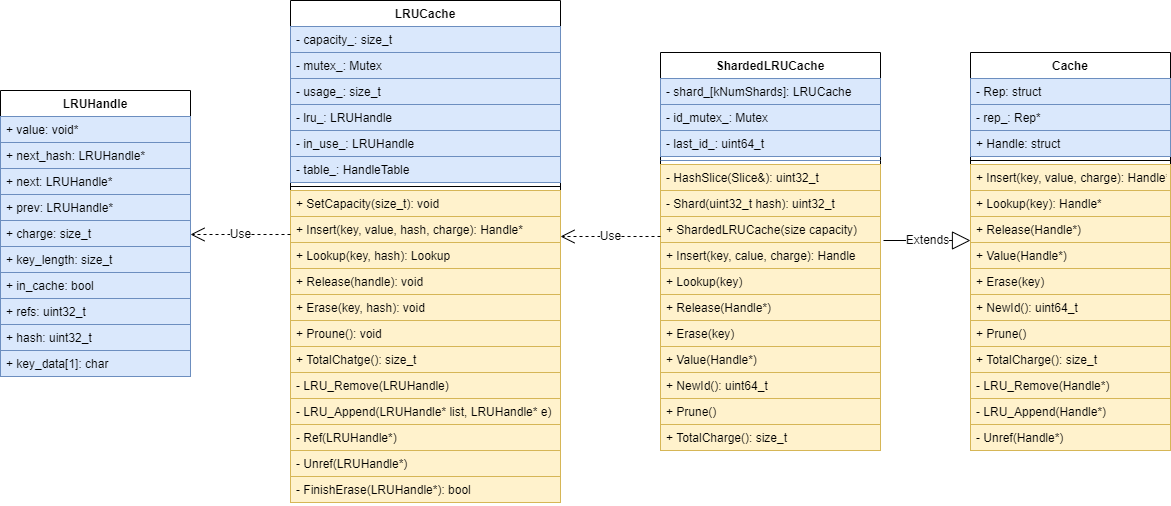 LRUHandle
+ value: void*
+ next_hash: LRUHandle*
+ next: LRUHandle*
+ prev: LRUHandle*
+ charge: size_t
+ key_length: size_t
+ in_cache: bool
+ refs: uint32_t
+ hash: uint32_t
+ key_data[1]: char
Use
LRUCache
- capacity_: size_t
- mutex_: Mutex
- usage_: size_t
- lru_: LRUHandle
- in_use_: LRUHandle
- table_: HandleTable
+ SetCapacity(size_t): void
+ Insert(key, value, hash, charge): Handle*
+ Lookup(key, hash): Lookup
+ Release(handle): void
+ Erase(key, hash): void
+ Proune(): void
+ TotalChatge(): size_t
- LRU_Remove(LRUHandle)
- LRU_Append(LRUHandle* list, LRUHandle* e)
- Ref(LRUHandle*)
- Unref(LRUHandle*)
- FinishErase(LRUHandle*): bool
Use
ShardedLRUCache
- shard_[kNumShards]: LRUCache
- id_mutex_: Mutex
- last_id_: uint64_t
- HashSlice(Slice&): uint32_t
- Shard(uint32_t hash): uint32_t
+ ShardedLRUCache(size capacity)
+ Insert(key, calue, charge): Handle
+ Lookup(key)
+ Release(Handle*)
+ Erase(key)
+ Value(Handle*)
+ NewId(): uint64_t
+ Prune()
+ TotalCharge(): size_t
Extends
Cache
- Rep: struct
- rep_: Rep*
+ Handle: struct
+ Insert(key, value, charge): Handle*
+ Lookup(key): Handle*
+ Release(Handle*)
+ Value(Handle*)
+ Erase(key)
+ NewId(): uint64_t
+ Prune()
+ TotalCharge(): size_t
- LRU_Remove(Handle*)
- LRU_Append(Handle*)
- Unref(Handle*)